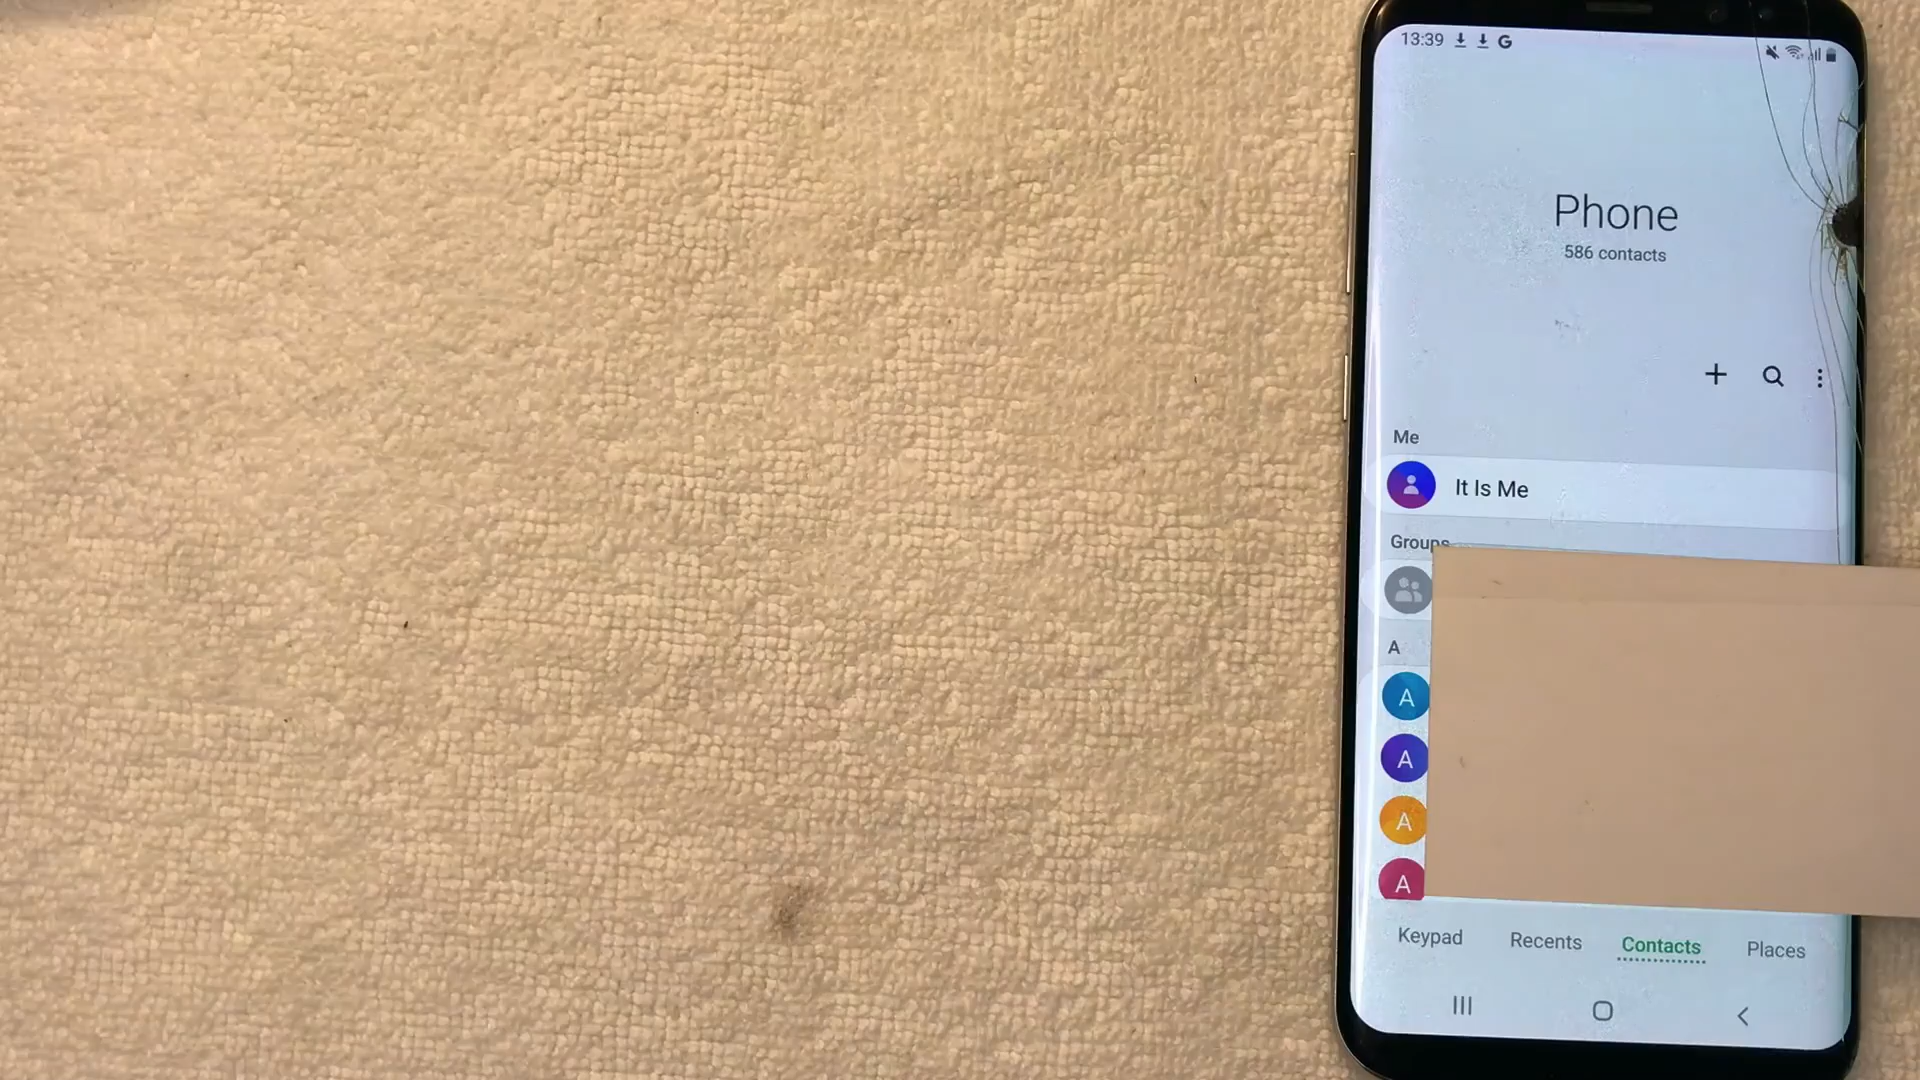 13:39 G
Phone
586 contacts
Me
It Is Me
Groups
A
A
A
A
A
Keypad Recents Contacts Places